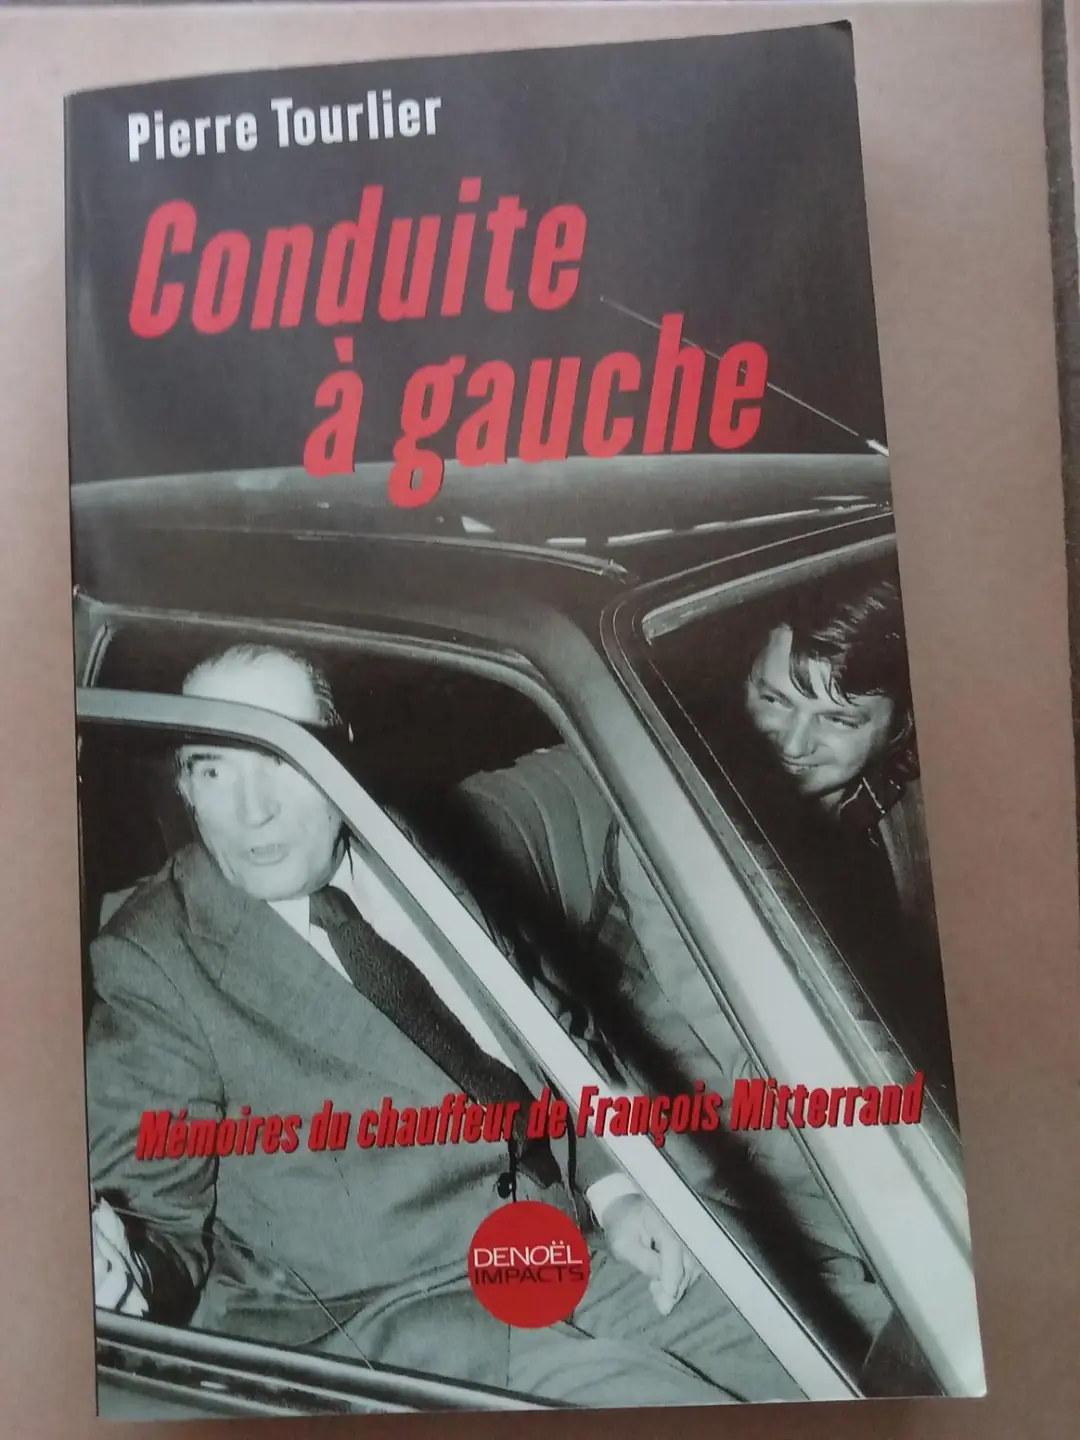 Pierre Tourlier
Conduite
à gauche
Mémoires du chauffeur de François Mitterrand
DENOËL
IMPACTS